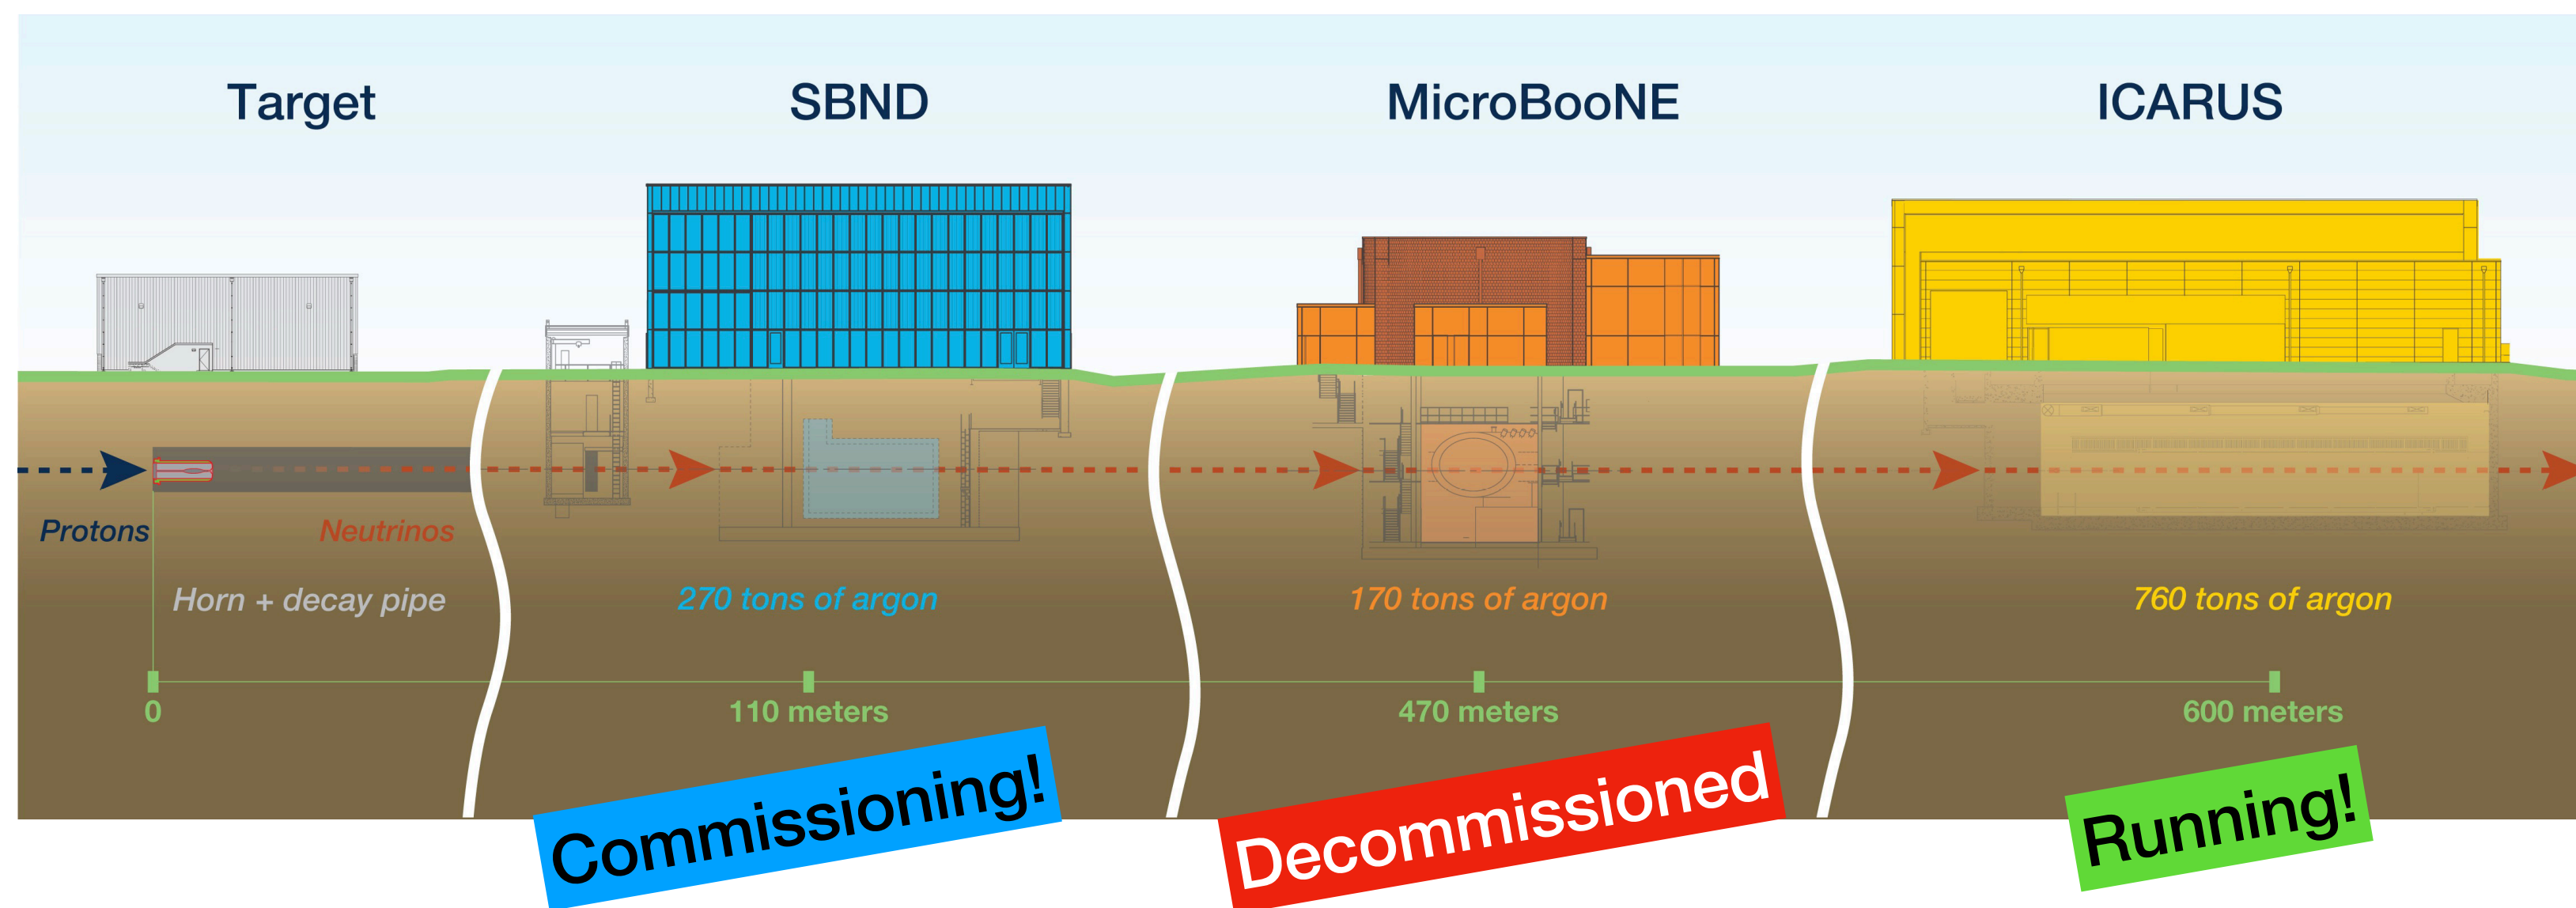 Target
SBND
MicroBooNE
ICARUS
Protons
Neutrinos
Horn + decay pipe
270 tons of argon
170 tons of argon
760 tons of argon
0
110 meters
470 meters
600 meters
Commissioning!
Decommissioned
Running!